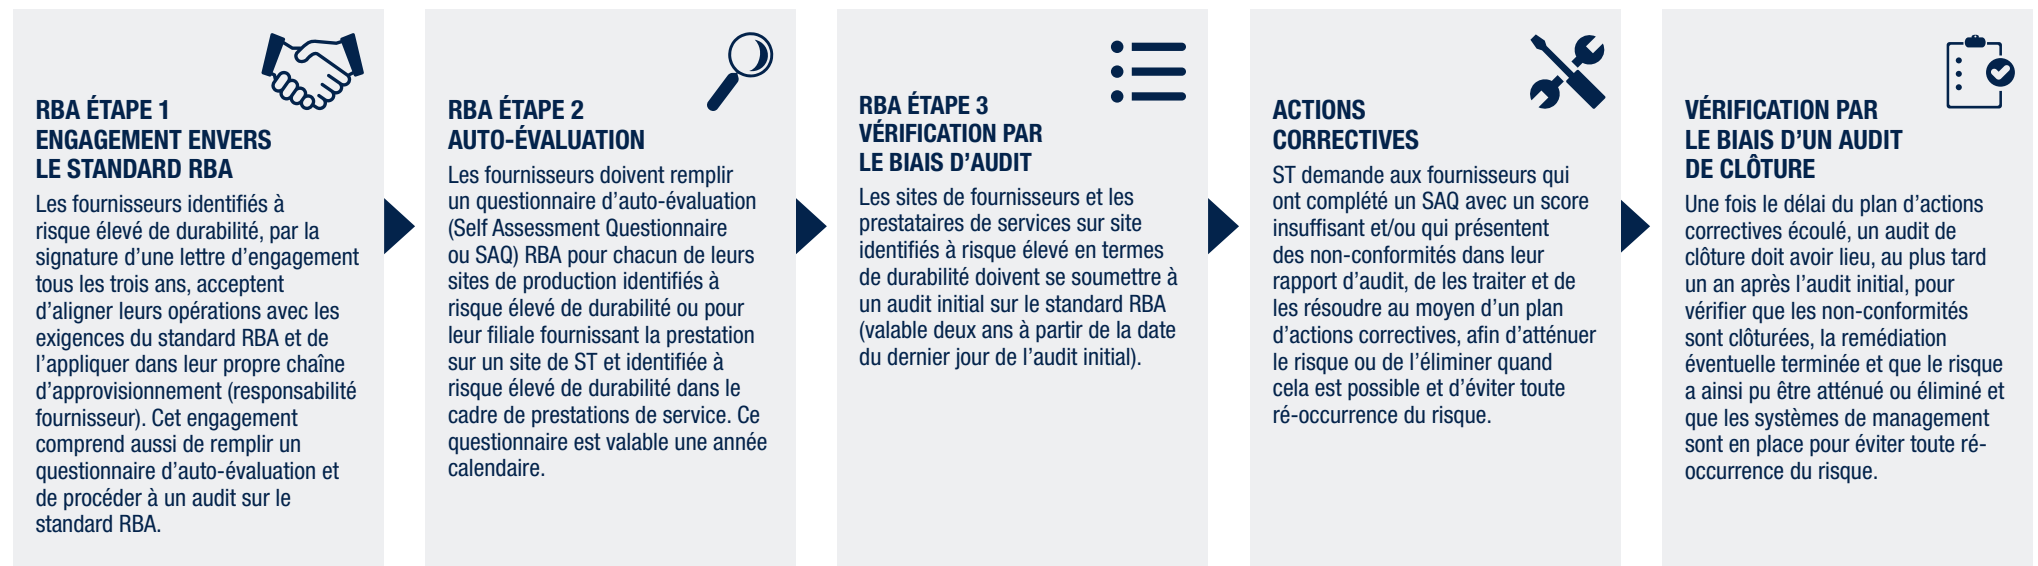 RBA ÉTAPE 1
ENGAGEMENT ENVERS
LE STANDARD RBA
Les fournisseurs identifiés à
risque élevé de durabilité, par la
signature d’une lettre d’engagement
tous les trois ans, acceptent
d’aligner leurs opérations avec les
exigences du standard RBA et de
l’appliquer dans leur propre chaîne
d’approvisionnement (responsabilité
fournisseur). Cet engagement
comprend aussi de remplir un
questionnaire d’auto-évaluation et
de procéder à un audit sur le
standard RBA.
RBA ÉTAPE 2
AUTO-ÉVALUATION
Les fournisseurs doivent remplir
un questionnaire d’auto-évaluation
(Self Assessment Questionnaire
ou SAQ) RBA pour chacun de leurs
sites de production identifiés à
risque élevé de durabilité ou pour
leur filiale fournissant la prestation
sur un site de ST et identifiée à
risque élevé de durabilité dans le
cadre de prestations de service. Ce
questionnaire est valable une année
calendaire.
RBA ÉTAPE 3
VÉRIFICATION PAR
LE BIAIS D’AUDIT
Les sites de fournisseurs et les
prestataires de services sur site
identifiés à risque élevé en termes
de durabilité doivent se soumettre à
un audit initial sur le standard RBA
(valable deux ans à partir de la date
du dernier jour de l’audit initial).
ACTIONS
CORRECTIVES
ST demande aux fournisseurs qui
ont complété un SAQ avec un score
insuffisant et/ou qui présentent
des non-conformités dans leur
rapport d’audit, de les traiter et de
les résoudre au moyen d’un plan
d’actions correctives, afin d’atténuer
le risque ou de l’éliminer quand
cela est possible et d’éviter toute
ré-occurrence du risque.
VÉRIFICATION PAR
LE BIAIS D’UN AUDIT
DE CLÔTURE
Une fois le délai du plan d’actions
correctives écoulé, un audit de
clôture doit avoir lieu, au plus tard
un an après l’audit initial, pour
vérifier que les non-conformités
sont clôturées, la remédiation
éventuelle terminée et que le risque
a ainsi pu être atténué ou éliminé et
que les systèmes de management
sont en place pour éviter toute ré-
occurrence du risque.